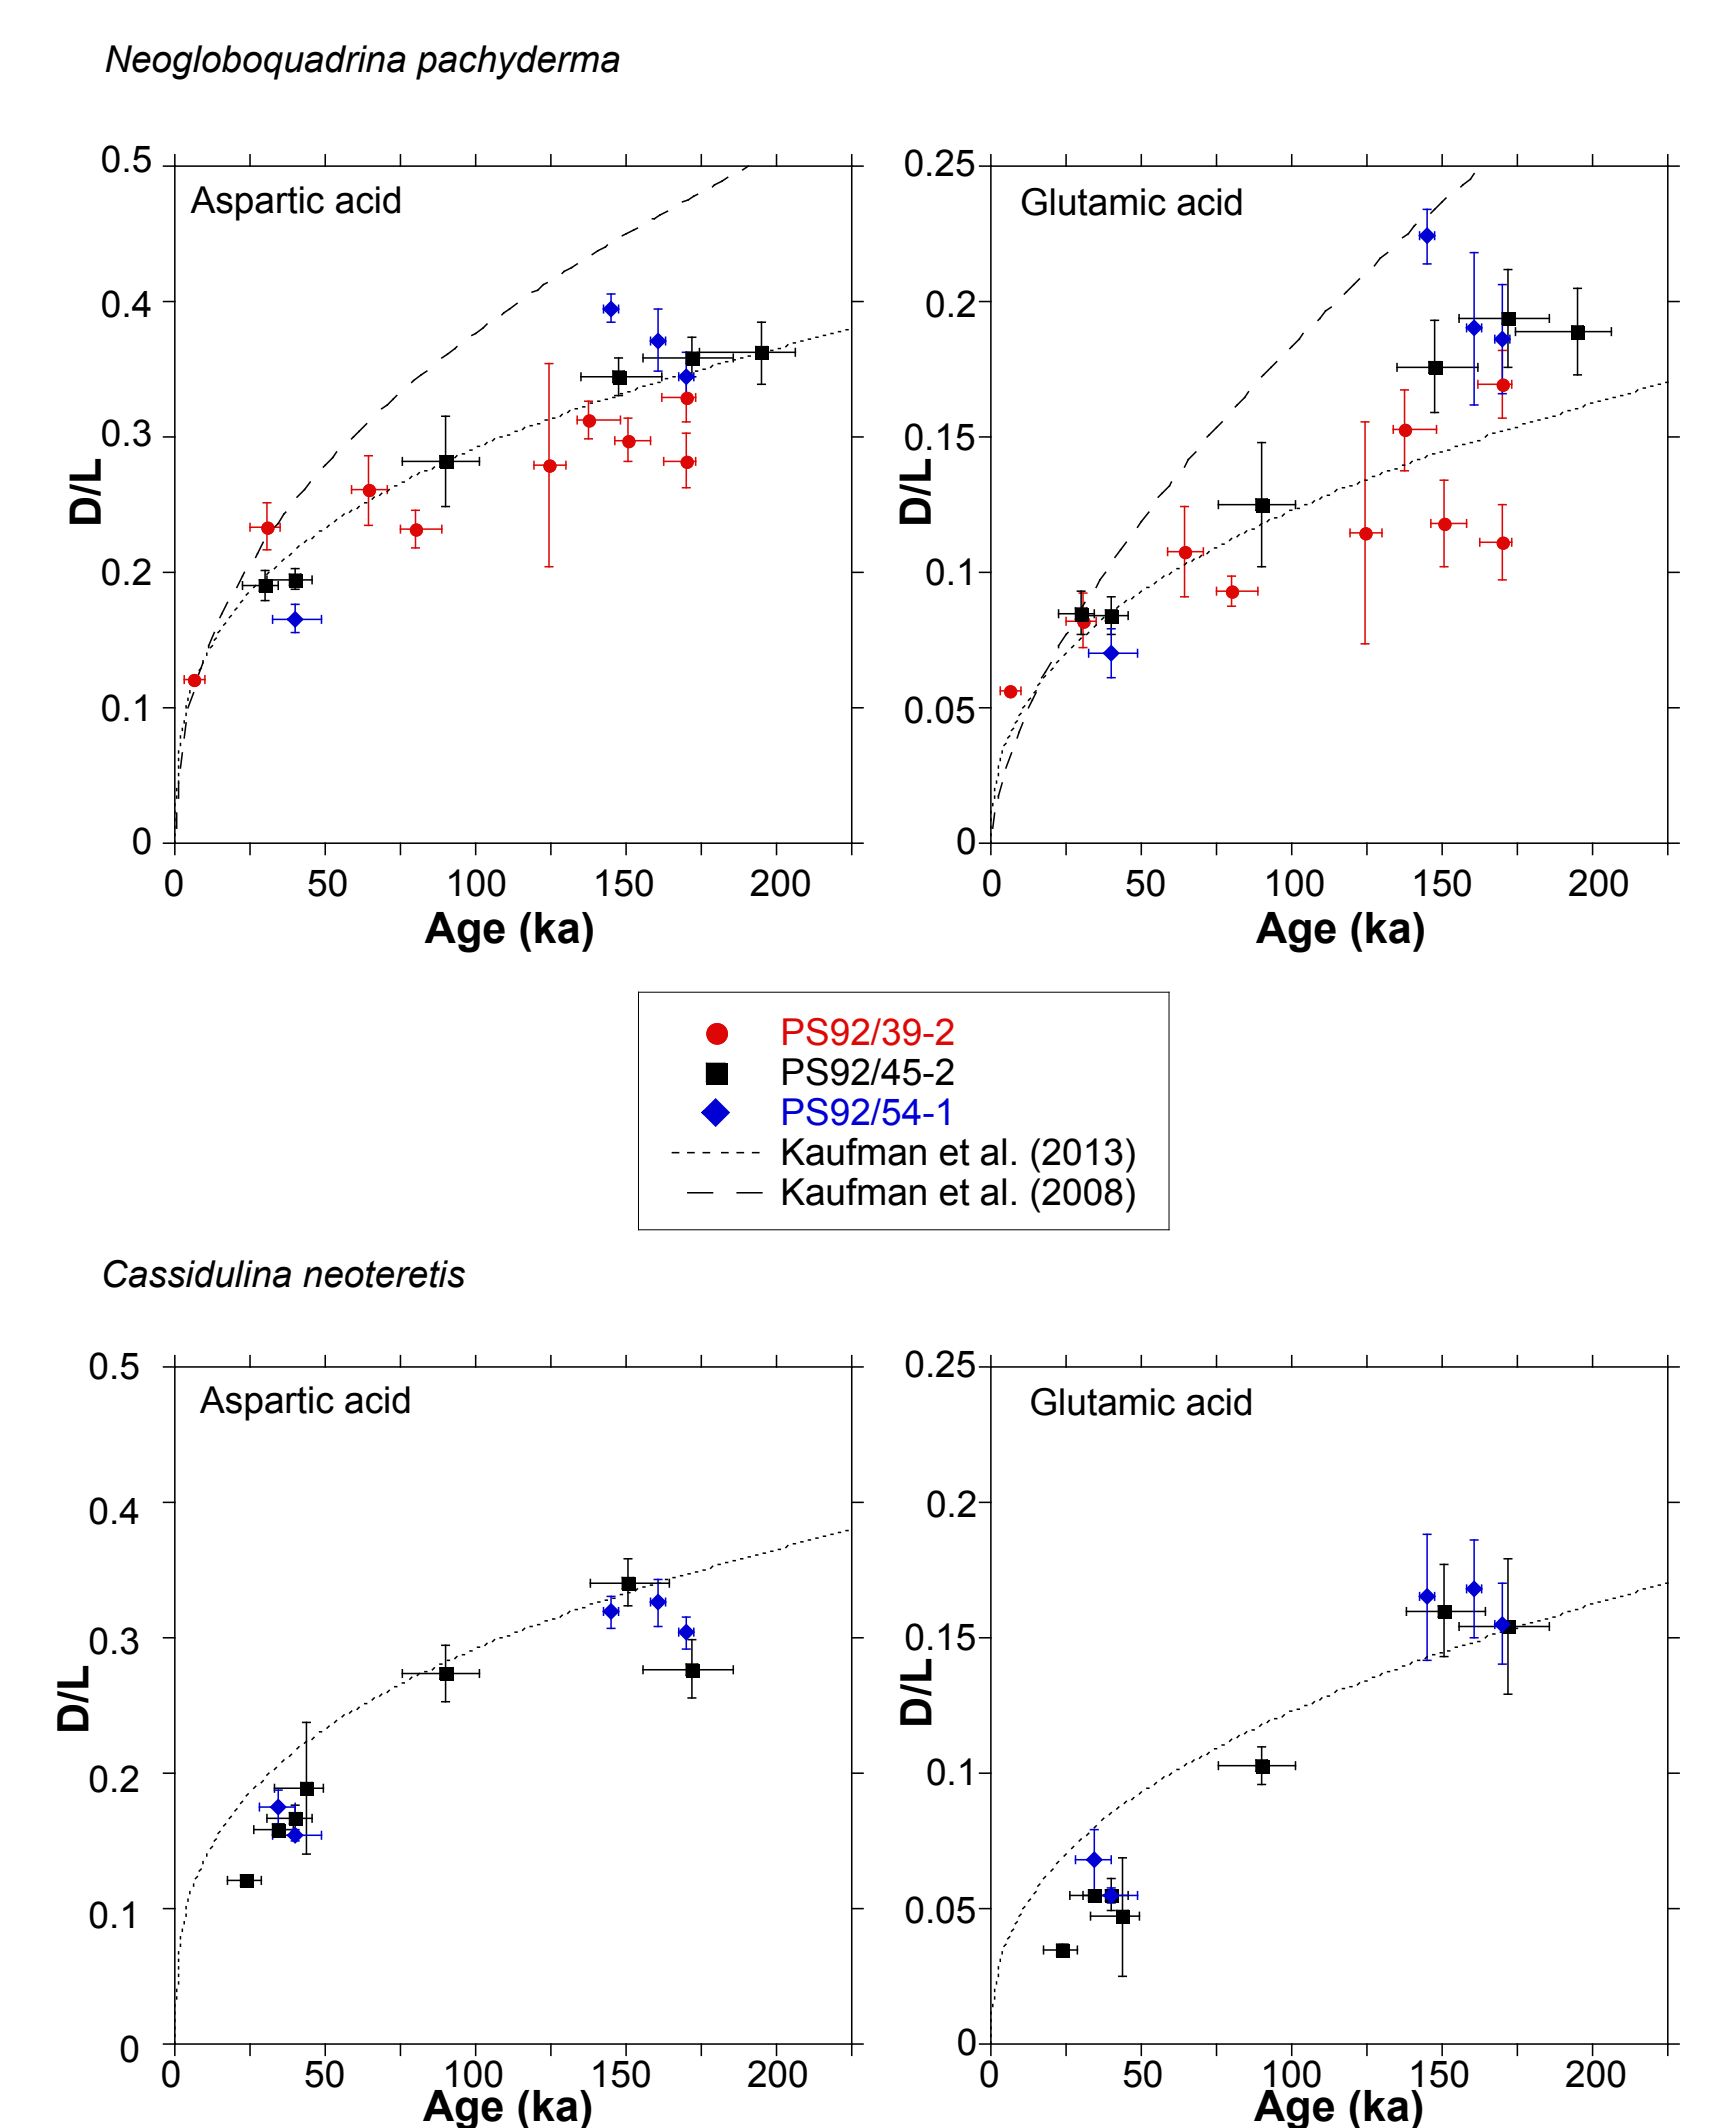 Neogloboquadrina pachyderma
Aspartic acid
Glutamic acid
0.5
0.4
0.3
0.2
0.1
0
D/L
0
50
100
150
200
Age (ka)
0.25
0.2
0.15
0.1
0.05
0
D/L
0
50
100
150
200
Age (ka)
PS92/39-2
PS92/45-2
PS92/54-1
Kaufman et al. (2013)
Kaufman et al. (2008)
Cassidulina neoteretis
Aspartic acid
Glutamic acid
0.5
0.4
0.3
0.2
0.1
0
D/L
0
50
100
150
200
Age (ka)
0.25
0.2
0.15
0.1
0.05
0
D/L
0
50
100
150
200
Age (ka)